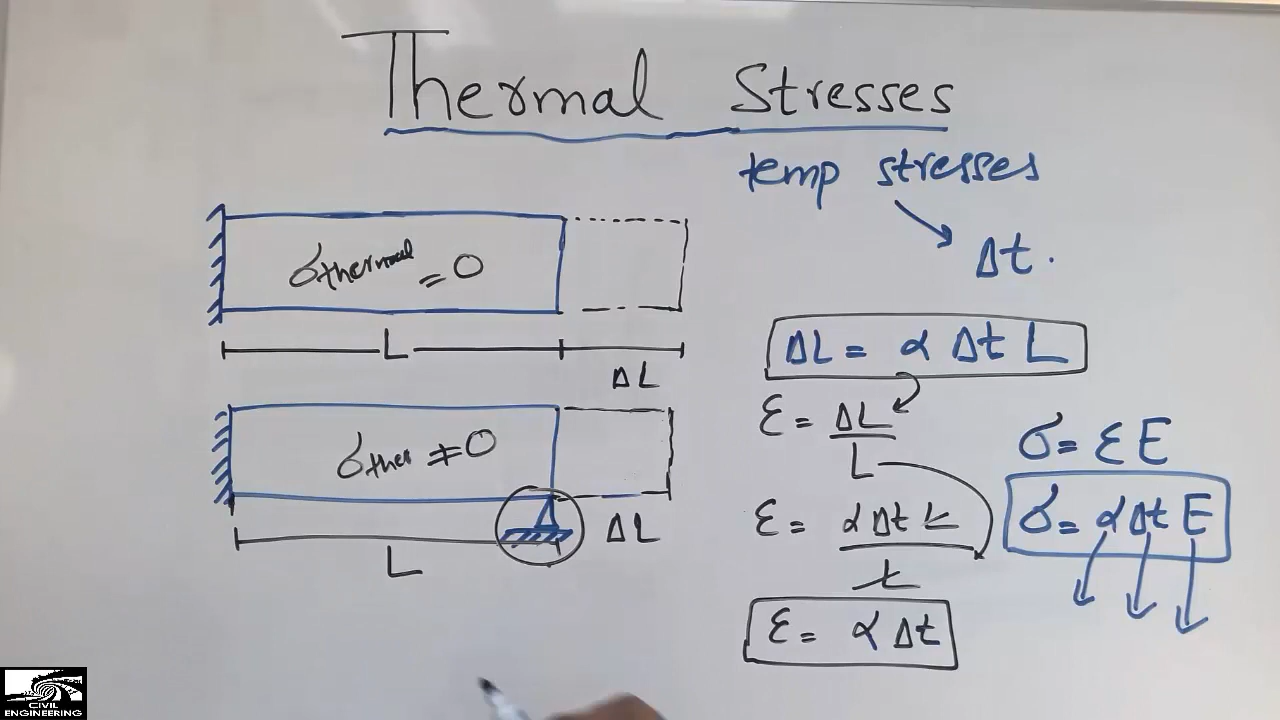 Thermal Stresses
temp stresses
Δt.
σthermal = 0
L
ΔL
σther ≠ 0
L
ΔL
ΔL = α Δt L
ε = ΔL / L
ε = α Δt L / L
ε = α Δt
σ = ε E
σ = α Δt E
CIVIL
ENGINEERING